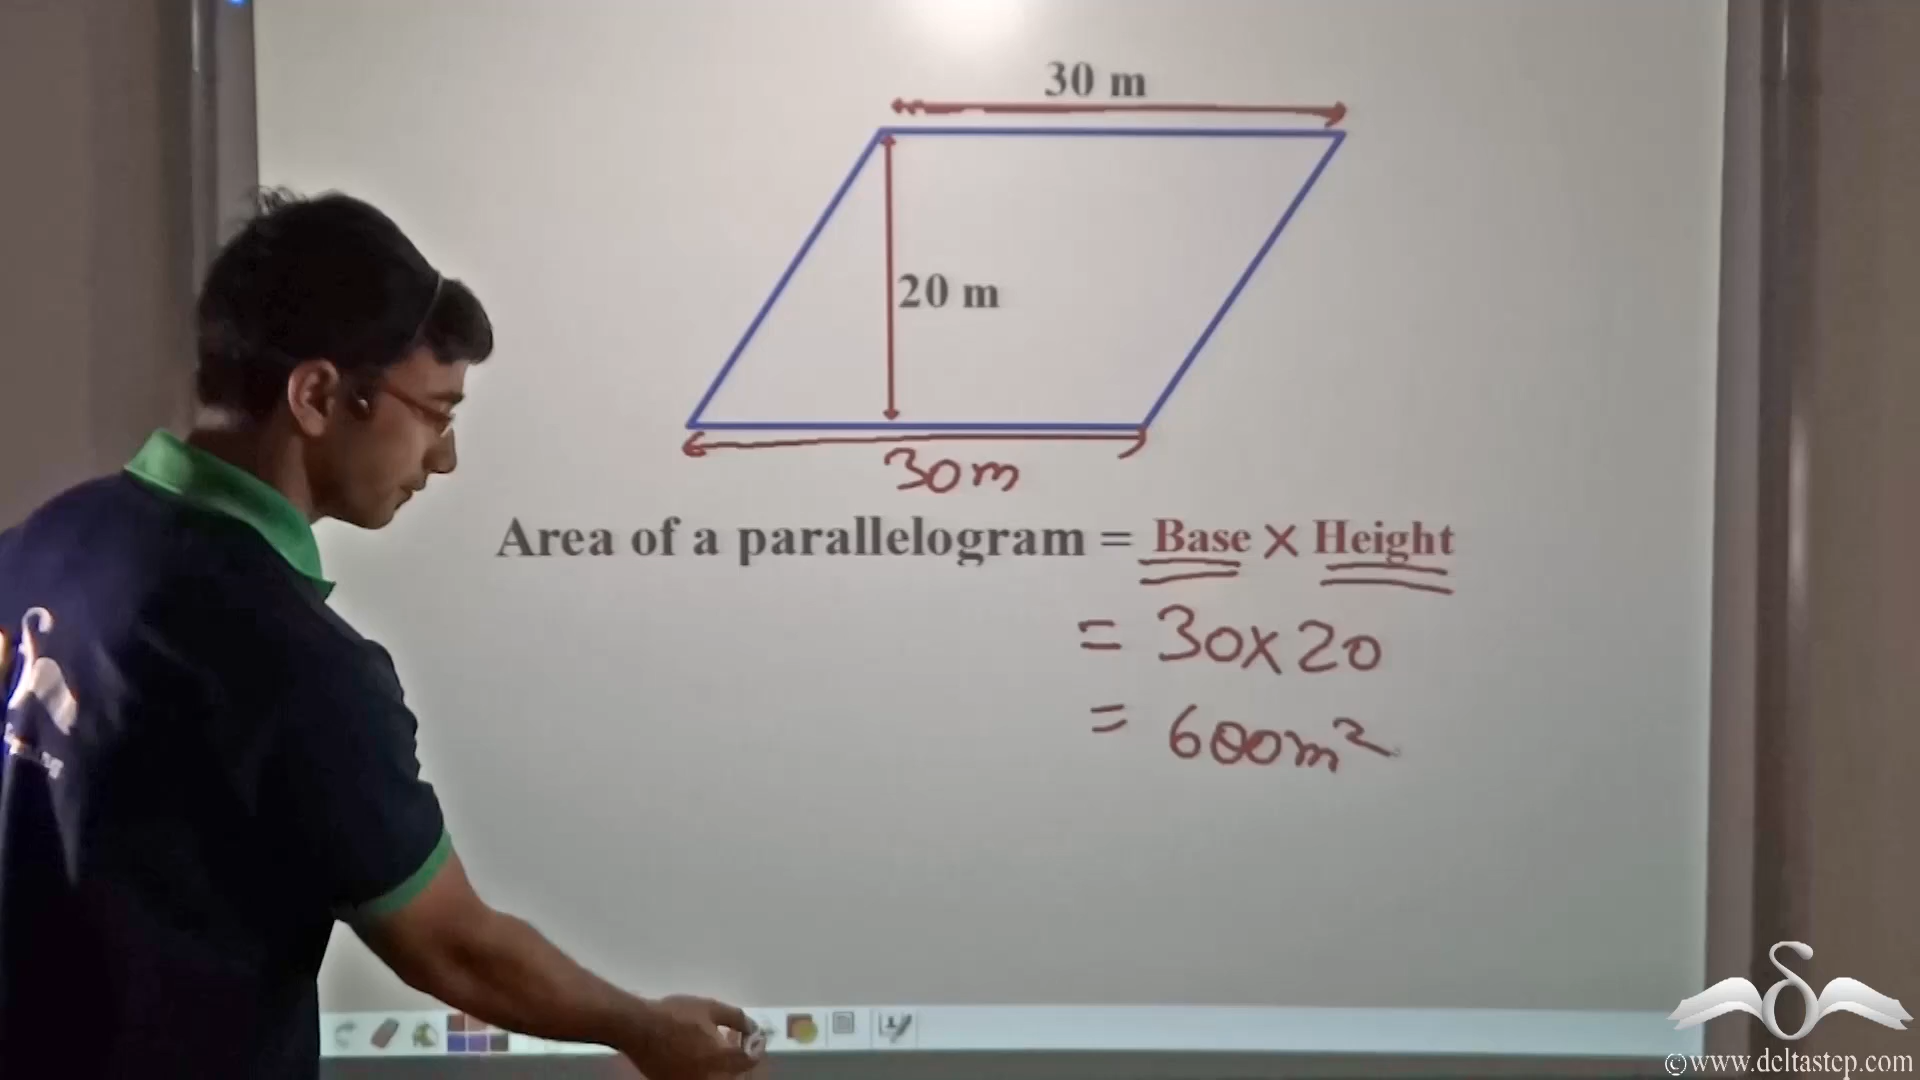 30 m
20 m
30m
Area of a parallelogram = Base × Height
= 30x20
= 600m²
©www.deltastep.com